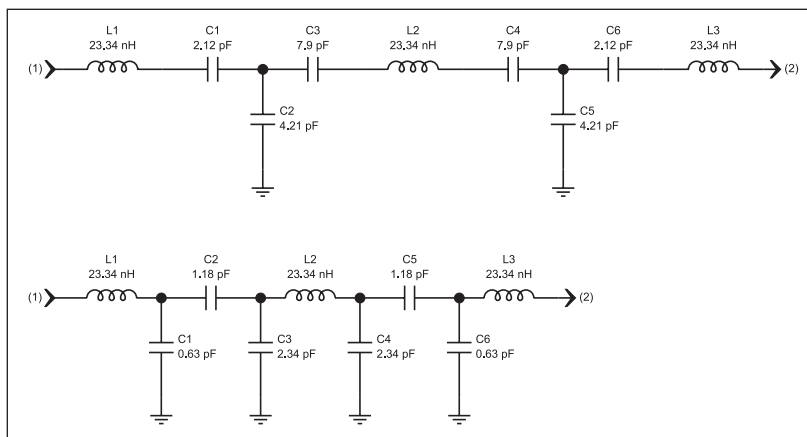 L1 C1 C3 L2 C4 C6 L3
23.34 nH 2.12 pF 7.9 pF 23.34 nH 7.9 pF 2.12 pF 23.34 nH
(1) (2)
C2 C5
4.21 pF 4.21 pF
L1 C2 L2 C5 L3
23.34 nH 1.18 pF 23.34 nH 1.18 pF 23.34 nH
(1) (2)
C1 C3 C4 C6
0.63 pF 2.34 pF 2.34 pF 0.63 pF